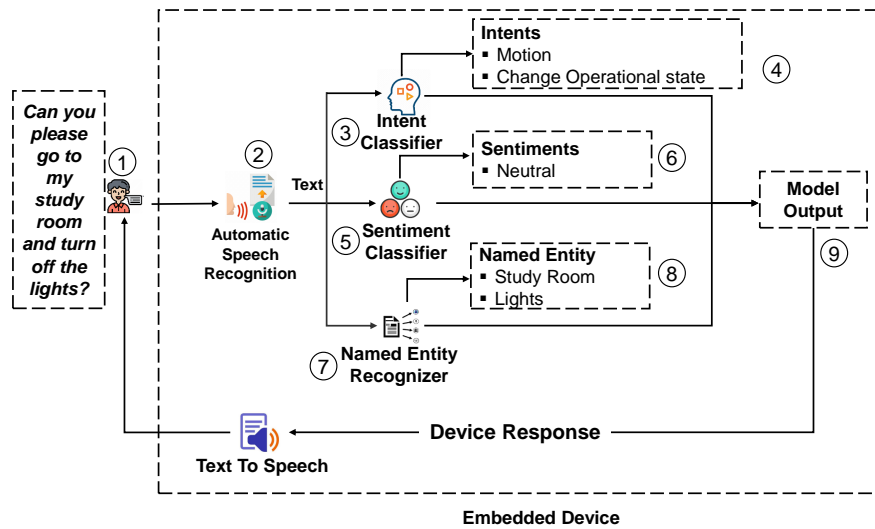 Can you
please
go to
my
study
room
and turn
off the
lights?
1
2
Automatic
Speech
Recognition
Text
3
Intent
Classifier
Intents
▪ Motion
▪ Change Operational state
4
5
Sentiment
Classifier
Sentiments
▪ Neutral
6
7
Named Entity
Recognizer
Named Entity
▪ Study Room
▪ Lights
8
Model
Output
9
Device Response
Text To Speech
Embedded Device